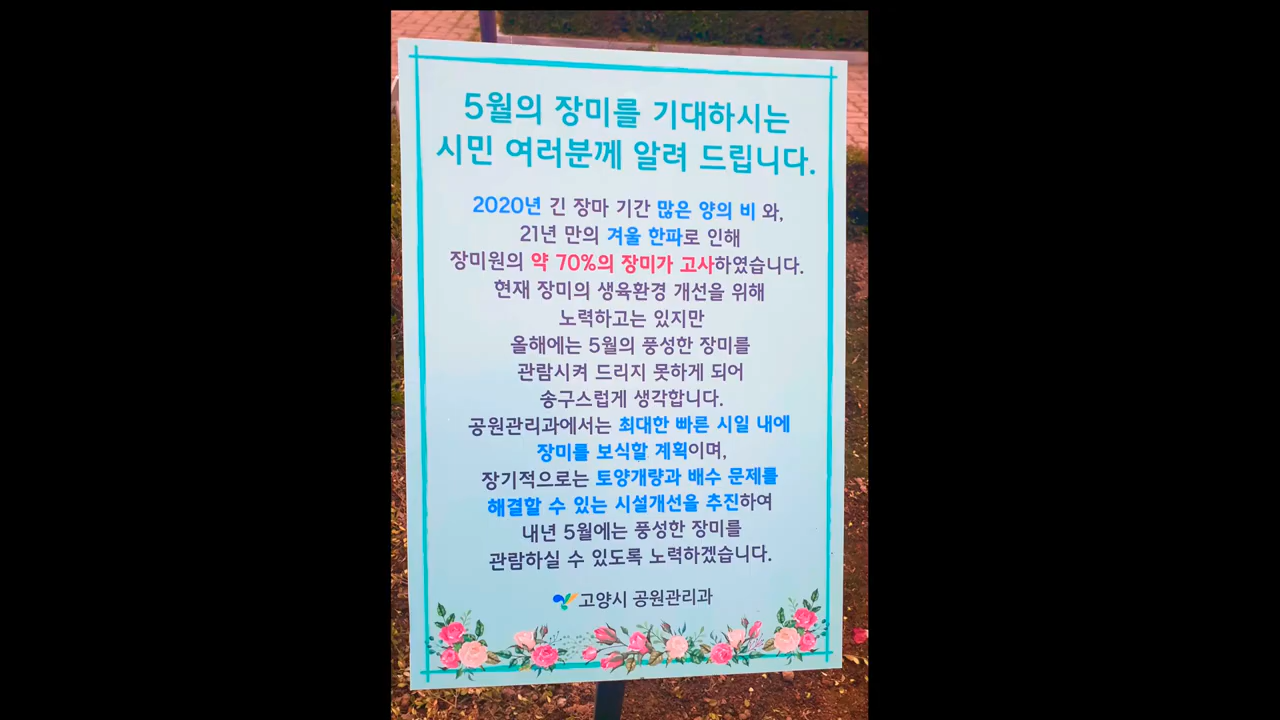 5월의 장미를 기대하시는
시민 여러분께 알려 드립니다.
2020년 긴 장마 기간 많은 양의 비 와,
21년 만의 겨울 한파로 인해
장미원의 약 70%의 장미가 고사하였습니다.
현재 장미의 생육환경 개선을 위해
노력하고는 있지만
올해에는 5월의 풍성한 장미를
관람시켜 드리지 못하게 되어
송구스럽게 생각합니다.
공원관리과에서는 최대한 빠른 시일 내에
장미를 보식할 계획이며,
장기적으로는 토양개량과 배수 문제를
해결할 수 있는 시설개선을 추진하여
내년 5월에는 풍성한 장미를
관람하실 수 있도록 노력하겠습니다.
고양시 공원관리과